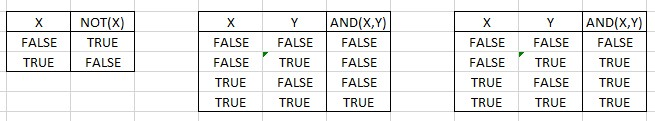 X NOT(X) X Y AND(X,Y) X Y AND(X,Y)
FALSE TRUE FALSE FALSE FALSE FALSE FALSE FALSE
TRUE FALSE FALSE TRUE FALSE FALSE TRUE TRUE
TRUE FALSE FALSE TRUE FALSE TRUE
TRUE TRUE TRUE TRUE TRUE TRUE